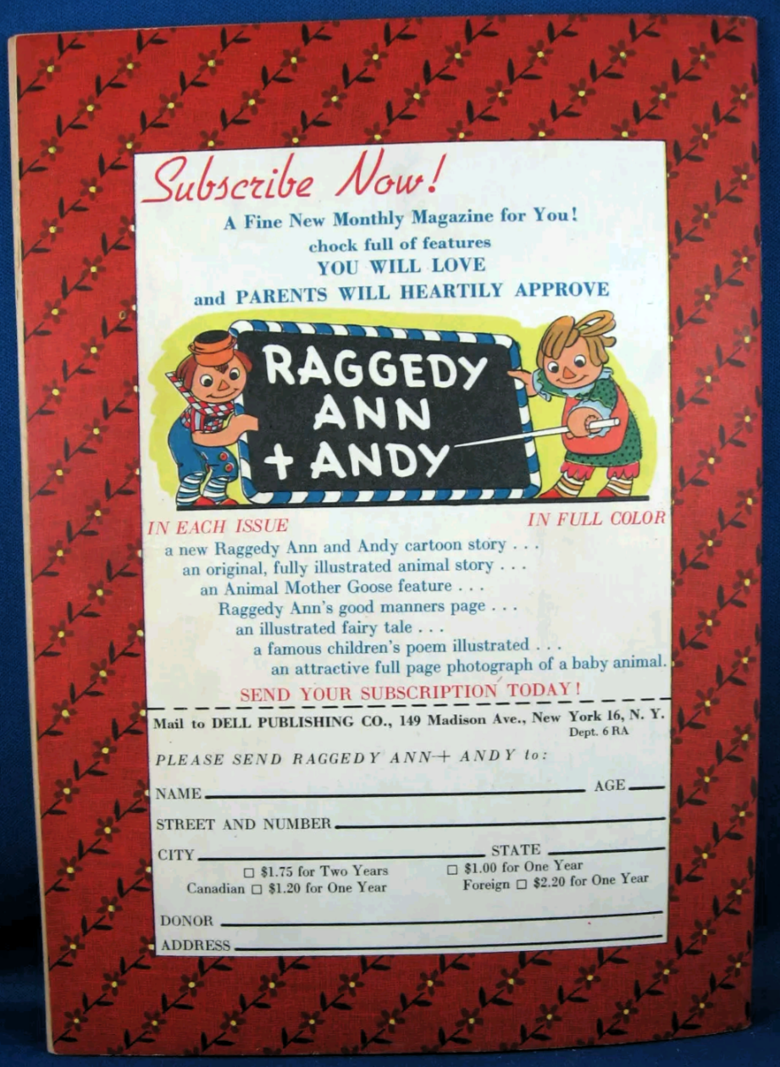 Subscribe Now!
A Fine New Monthly Magazine for You!
chock full of features
YOU WILL LOVE
and PARENTS WILL HEARTILY APPROVE
RAGGEDY
ANN
+ ANDY
IN EACH ISSUE IN FULL COLOR
a new Raggedy Ann and Andy cartoon story . . .
an original, fully illustrated animal story . . .
an Animal Mother Goose feature . . .
Raggedy Ann's good manners page . . .
an illustrated fairy tale . . .
a famous children's poem illustrated . . .
an attractive full page photograph of a baby animal.
SEND YOUR SUBSCRIPTION TODAY!
Mail to DELL PUBLISHING CO., 149 Madison Ave., New York 16, N. Y.
Dept. 6 RA
PLEASE SEND RAGGEDY ANN + ANDY to:
NAME AGE
STREET AND NUMBER
CITY STATE
☐ $1.75 for Two Years ☐ $1.00 for One Year
Canadian ☐ $1.20 for One Year Foreign ☐ $2.20 for One Year
DONOR
ADDRESS